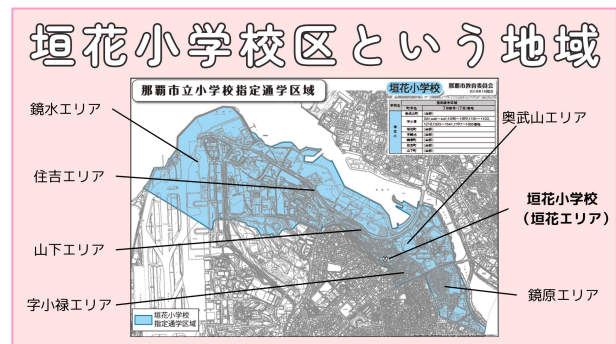 垣花小学校区という地域
那覇市立小学校指定通学区域
垣花小学校
那覇市教育委員会
鏡水エリア
住吉エリア
山下エリア
字小禄エリア
奥武山エリア
垣花小学校
（垣花エリア）
鏡原エリア
垣花小学校
指定通学区域